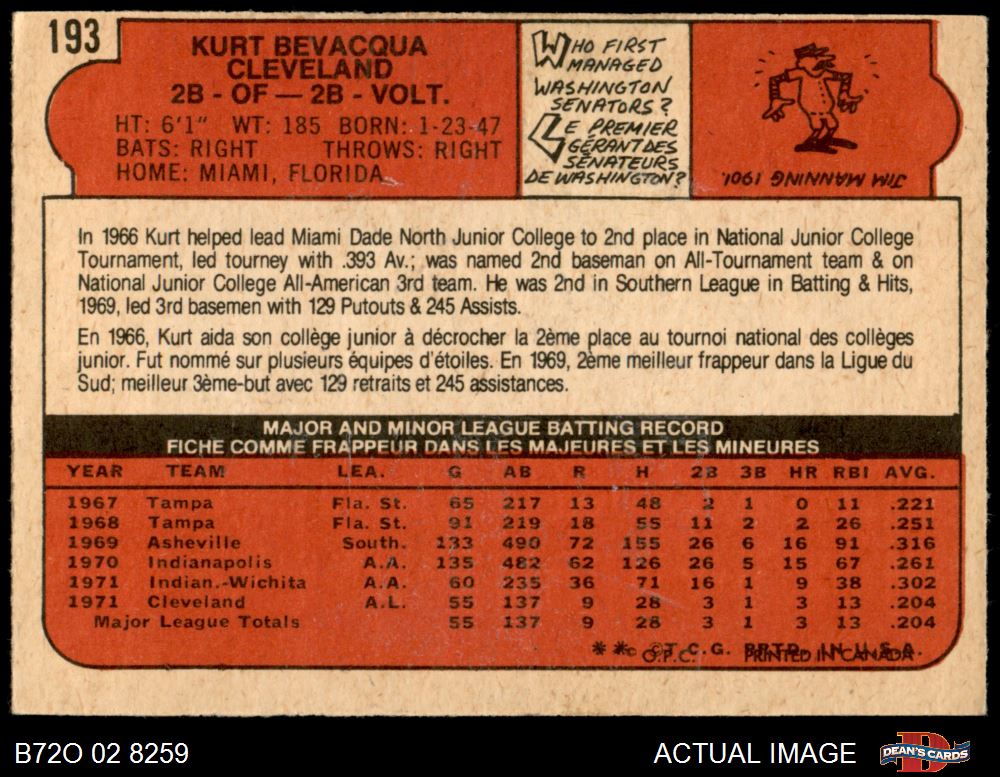 193
KURT BEVACQUA
CLEVELAND
2B - OF — 2B - VOLT.
HT: 6'1" WT: 185 BORN: 1-23-47
BATS: RIGHT THROWS: RIGHT
HOME: MIAMI, FLORIDA
WHO FIRST
MANAGED
WASHINGTON
SENATORS?
LE PREMIER
GÉRANT DES
SÉNATEURS
DE WASHINGTON?
JIM MANNING 1901.
In 1966 Kurt helped lead Miami Dade North Junior College to 2nd place in National Junior College
Tournament, led tourney with .393 Av.; was named 2nd baseman on All-Tournament team & on
National Junior College All-American 3rd team. He was 2nd in Southern League in Batting & Hits,
1969, led 3rd basemen with 129 Putouts & 245 Assists.
En 1966, Kurt aida son collège junior à décrocher la 2ème place au tournoi national des collèges
junior. Fut nommé sur plusieurs équipes d'étoiles. En 1969, 2ème meilleur frappeur dans la Ligue du
Sud; meilleur 3ème-but avec 129 retraits et 245 assistances.
MAJOR AND MINOR LEAGUE BATTING RECORD
FICHE COMME FRAPPEUR DANS LES MAJEURES ET LES MINEURES
YEAR TEAM LEA. G AB R H 2B 3B HR RBI AVG.
1967 Tampa Fla. St. 65 217 13 48 2 1 0 11 .221
1968 Tampa Fla. St. 91 219 18 55 11 2 2 26 .251
1969 Asheville South. 133 490 72 155 26 6 16 91 .316
1970 Indianapolis A.A. 135 482 62 126 26 5 15 67 .261
1971 Indian.-Wichita A.A. 60 235 36 71 16 1 9 38 .302
1971 Cleveland A.L. 55 137 9 28 3 1 3 13 .204
Major League Totals 55 137 9 28 3 1 3 13 .204
** ©T.C.G. PRTD. IN U.S.A.
© O.P.C. PRINTED IN CANADA
B72O 02 8259 ACTUAL IMAGE DEAN'S CARDS